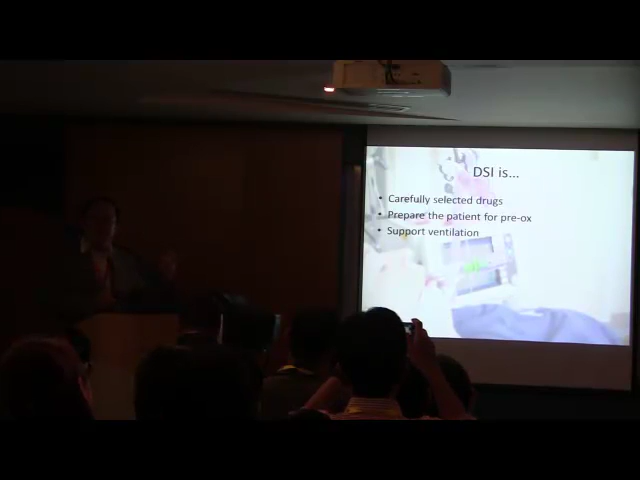 DSI is...
• Carefully selected drugs
• Prepare the patient for pre-ox
• Support ventilation